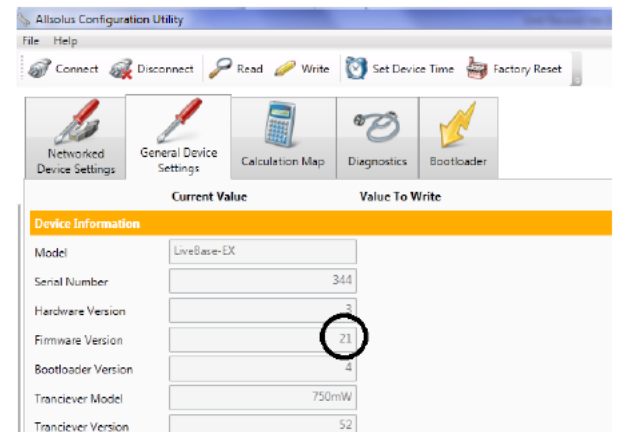 Allsolus Configuration Utility
File Help
Connect Disconnect Read Write Set Device Time Factory Reset
Networked Device Settings
General Device Settings
Calculation Map
Diagnostics
Bootloader
Current Value Value To Write
Device Information
Model LiveBase-EX
Serial Number 344
Hardware Version 3
Firmware Version 21
Bootloader Version 4
Tranciever Model 750mW
Tranciever Version 52